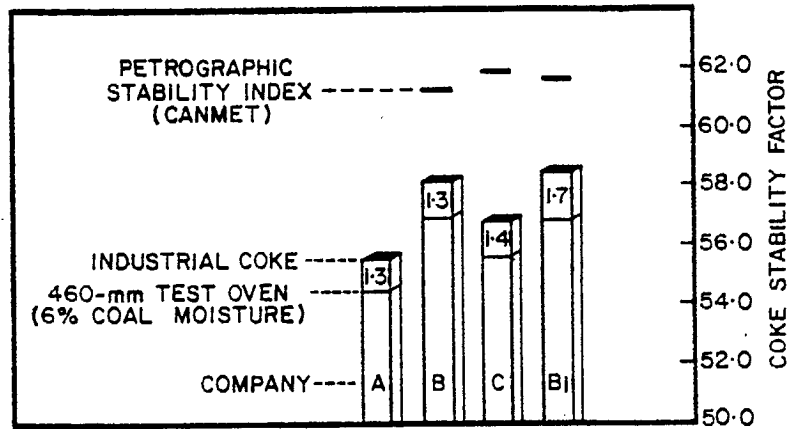 PETROGRAPHIC
STABILITY INDEX
(CANMET)
INDUSTRIAL COKE
460-mm TEST OVEN
(6% COAL MOISTURE)
COMPANY
1·3
1·3
1·4
1·7
A
B
C
B1
62·0
60·0
58·0
56·0
54·0
52·0
50·0
COKE STABILITY FACTOR